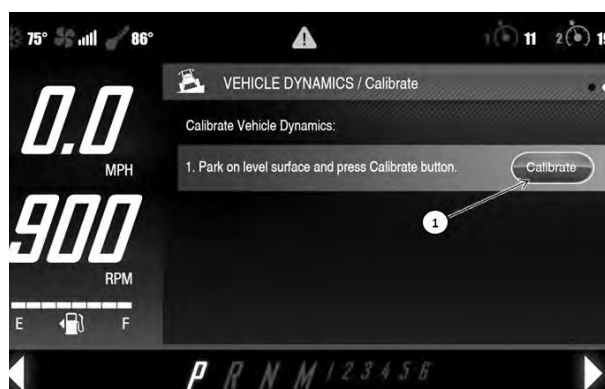 75° 86° 11 2
VEHICLE DYNAMICS / Calibrate
Calibrate Vehicle Dynamics:
1. Park on level surface and press Calibrate button. Calibrate
1
0.0
MPH
900
RPM
E F
P R N M 1 2 3 4 5 6